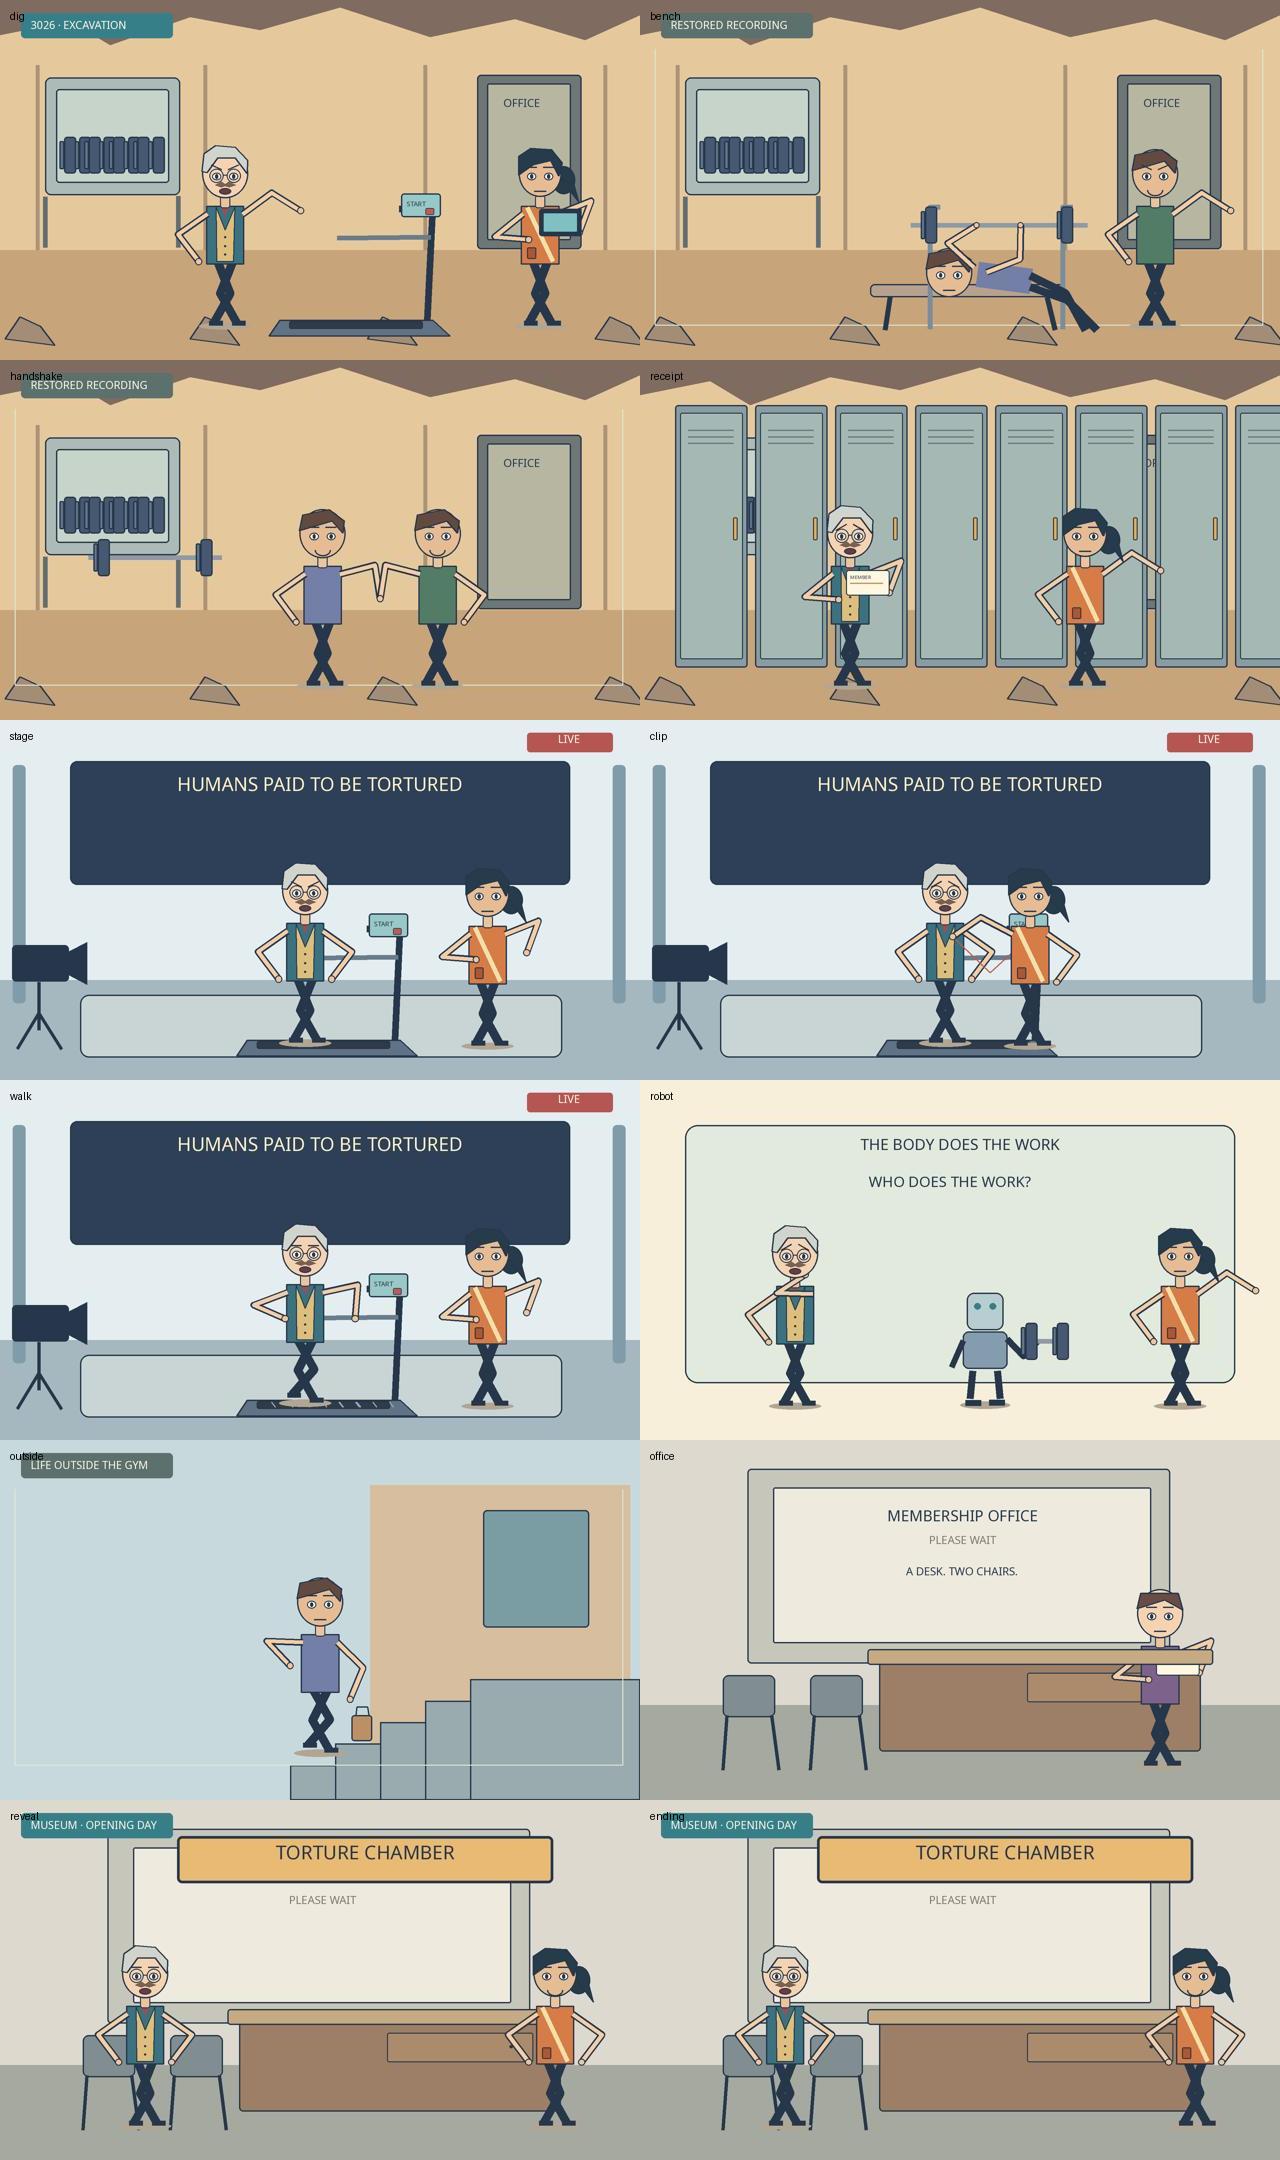 dig
3026 · EXCAVATION
OFFICE
START
bench
RESTORED RECORDING
OFFICE
handshake
RESTORED RECORDING
OFFICE
receipt
MEMBER
stage
LIVE
HUMANS PAID TO BE TORTURED
START
clip
LIVE
HUMANS PAID TO BE TORTURED
walk
LIVE
HUMANS PAID TO BE TORTURED
START
robot
THE BODY DOES THE WORK
WHO DOES THE WORK?
outside
LIFE OUTSIDE THE GYM
office
MEMBERSHIP OFFICE
PLEASE WAIT
A DESK. TWO CHAIRS.
reveal
MUSEUM · OPENING DAY
TORTURE CHAMBER
PLEASE WAIT
ending
MUSEUM · OPENING DAY
TORTURE CHAMBER
PLEASE WAIT